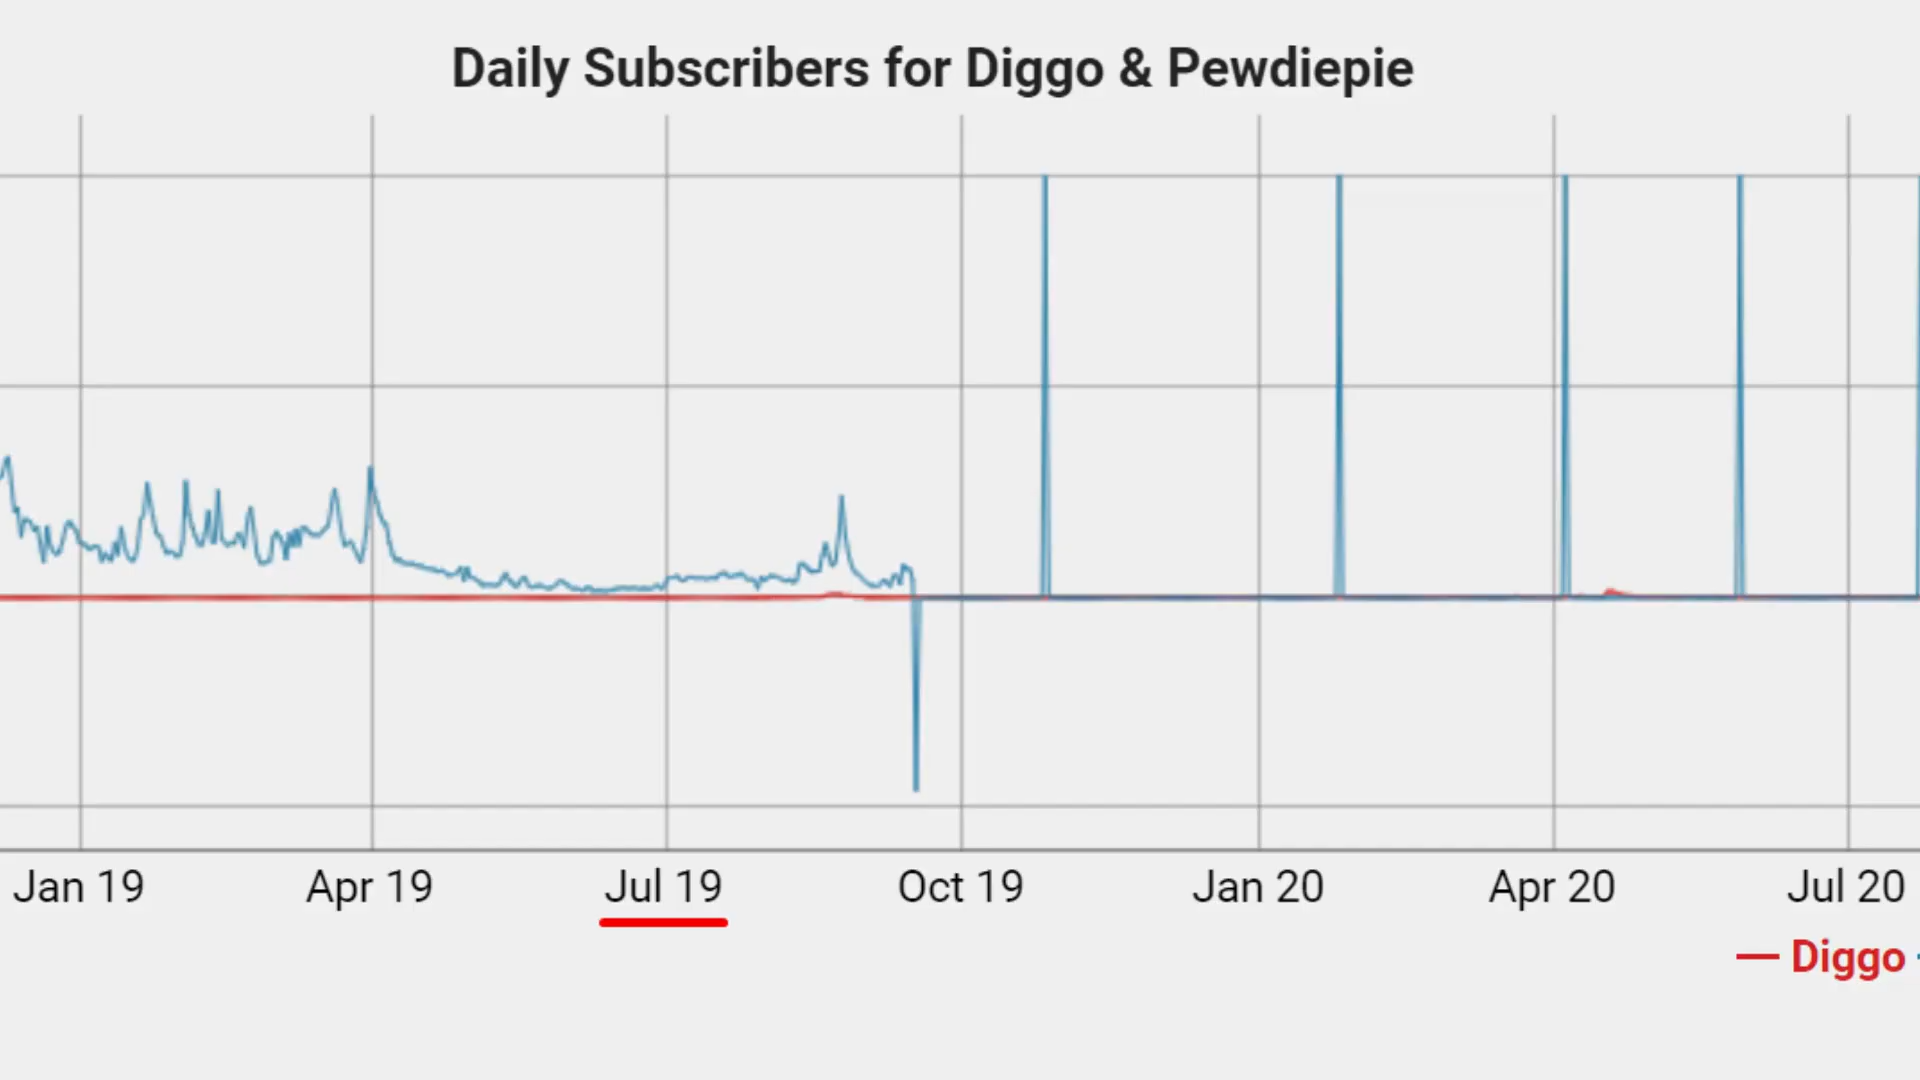 Daily Subscribers for Diggo & Pewdiepie
Jan 19 Apr 19 Jul 19 Oct 19 Jan 20 Apr 20 Jul 20
Diggo